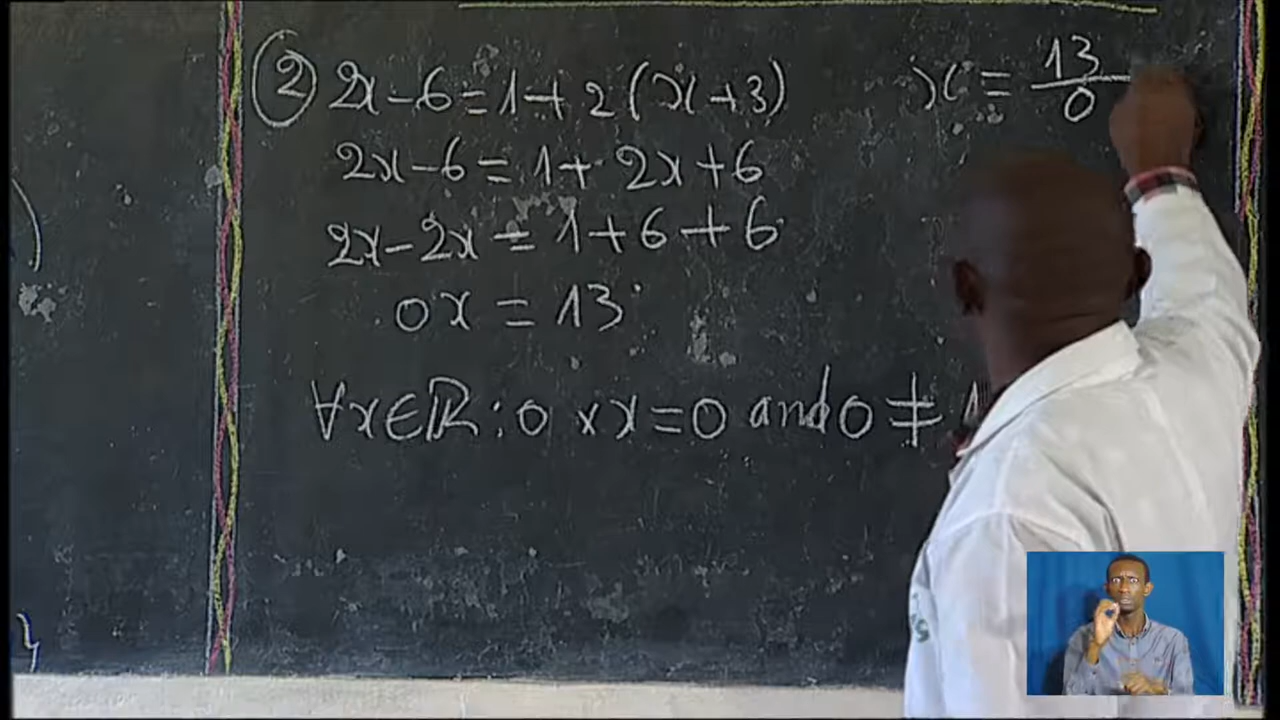 ② 2x-6=1+2(x+3)
2x-6=1+2x+6
2x-2x=1+6+6
0x=13
∀x∈ℝ:0×x=0 and 0≠
x=13/0